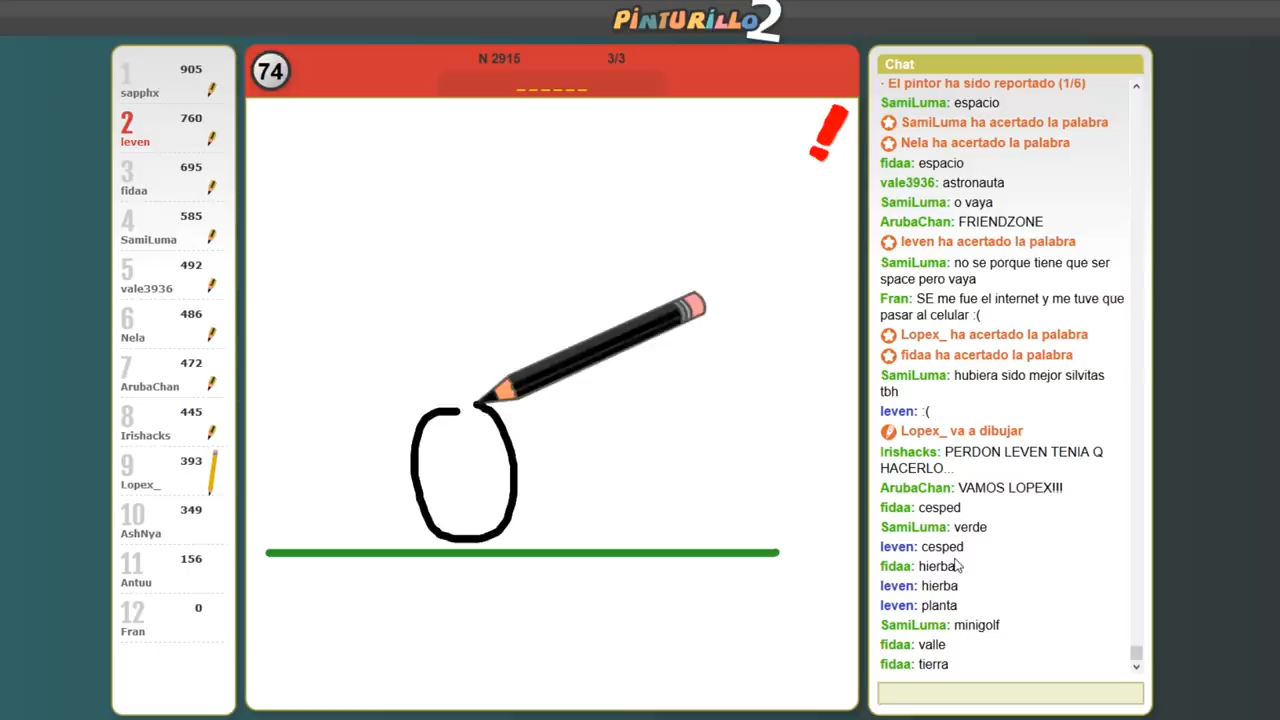 PiNTURiLLO 2
1
905
sapphx
2
760
leven
3
695
fidaa
4
585
SamiLuma
5
492
vale3936
6
486
Nela
7
472
ArubaChan
8
445
Irishacks
9
393
Lopex_
10
349
AshNya
11
156
Antuu
12
0
Fran
74
N 2915
3/3
_ _ _ _ _ _
!
Chat
· El pintor ha sido reportado (1/6)
SamiLuma: espacio
SamiLuma ha acertado la palabra
Nela ha acertado la palabra
fidaa: espacio
vale3936: astronauta
SamiLuma: o vaya
ArubaChan: FRIENDZONE
leven ha acertado la palabra
SamiLuma: no se porque tiene que ser
space pero vaya
Fran: SE me fue el internet y me tuve que
pasar al celular :(
Lopex_ ha acertado la palabra
fidaa ha acertado la palabra
SamiLuma: hubiera sido mejor silvitas
tbh
leven: :(
Lopex_ va a dibujar
Irishacks: PERDON LEVEN TENIA Q
HACERLO...
ArubaChan: VAMOS LOPEX!!!
fidaa: cesped
SamiLuma: verde
leven: cesped
fidaa: hierba
leven: hierba
leven: planta
SamiLuma: minigolf
fidaa: valle
fidaa: tierra